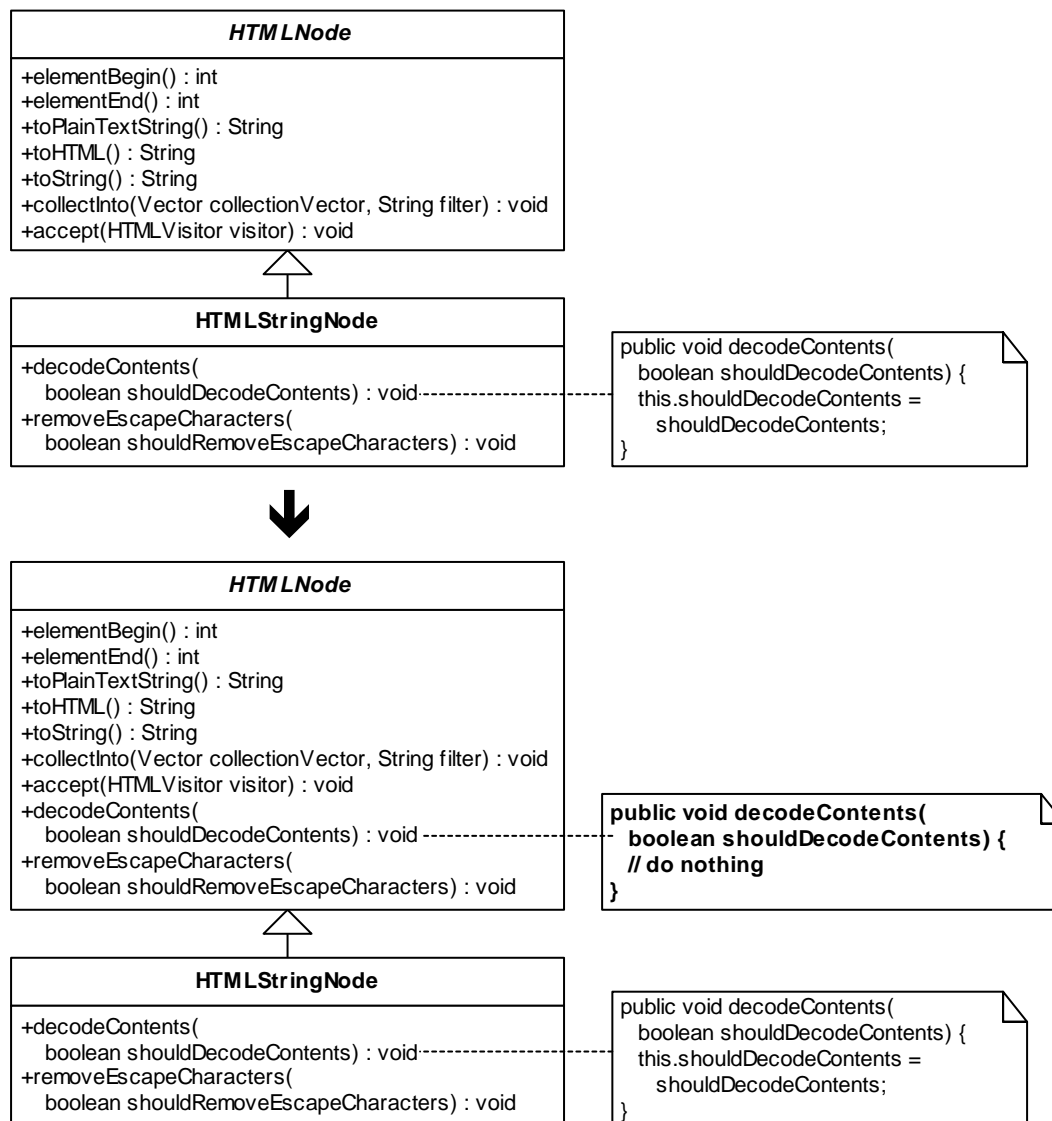 HTMLNode
+elementBegin() : int
+elementEnd() : int
+toPlainTextString() : String
+toHTML() : String
+toString() : String
+collectInto(Vector collectionVector, String filter) : void
+accept(HTMLVisitor visitor) : void
HTMLStringNode
+decodeContents(
boolean shouldDecodeContents) : void
+removeEscapeCharacters(
boolean shouldRemoveEscapeCharacters) : void
public void decodeContents(
boolean shouldDecodeContents) {
this.shouldDecodeContents =
shouldDecodeContents;
}
HTMLNode
+elementBegin() : int
+elementEnd() : int
+toPlainTextString() : String
+toHTML() : String
+toString() : String
+collectInto(Vector collectionVector, String filter) : void
+accept(HTMLVisitor visitor) : void
+decodeContents(
boolean shouldDecodeContents) : void
+removeEscapeCharacters(
boolean shouldRemoveEscapeCharacters) : void
public void decodeContents(
boolean shouldDecodeContents) {
// do nothing
}
HTMLStringNode
+decodeContents(
boolean shouldDecodeContents) : void
+removeEscapeCharacters(
boolean shouldRemoveEscapeCharacters) : void
public void decodeContents(
boolean shouldDecodeContents) {
this.shouldDecodeContents =
shouldDecodeContents;
}